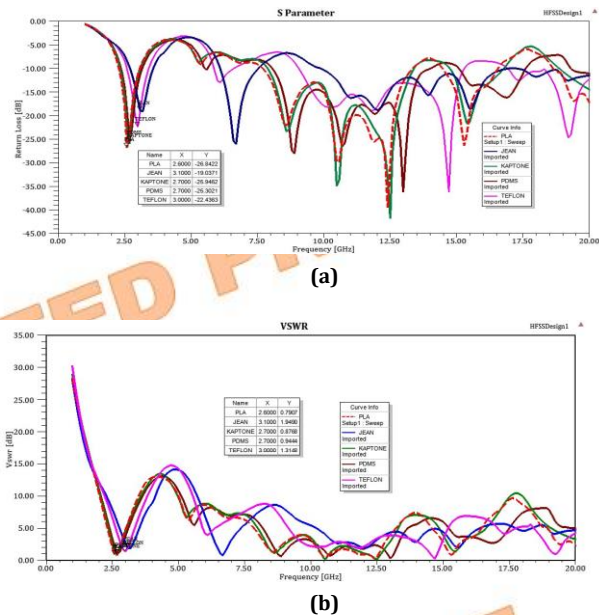 S Parameter
HFSSDesign1
Return Loss [dB]
0.00
-5.00
-10.00
-15.00
-20.00
-25.00
-30.00
-35.00
-40.00
-45.00
0.00 2.50 5.00 7.50 10.00 12.50 15.00 17.50 20.00
Frequency [GHz]
Name X Y
PLA 2.6000 -26.8422
JEAN 3.1000 -19.0371
KAPTONE 2.7000 -25.9462
PDMS 2.7000 -25.3021
TEFLON 3.0000 -22.4363
Curve Info
PLA
Setup1 : Sweep
JEAN
Imported
KAPTONE
Imported
PDMS
Imported
TEFLON
Imported
(a)
TED P
VSWR
HFSSDesign1
Vswr [dB]
35.00
30.00
25.00
20.00
15.00
10.00
5.00
0.00
0.00 2.50 5.00 7.50 10.00 12.50 15.00 17.50 20.00
Frequency [GHz]
Name X Y
PLA 2.6000 0.7907
JEAN 3.1000 1.9490
KAPTONE 2.7000 0.8768
PDMS 2.7000 0.9444
TEFLON 3.0000 1.3148
Curve Info
PLA
Setup1 : Sweep
JEAN
Imported
KAPTONE
Imported
PDMS
Imported
TEFLON
Imported
(b)